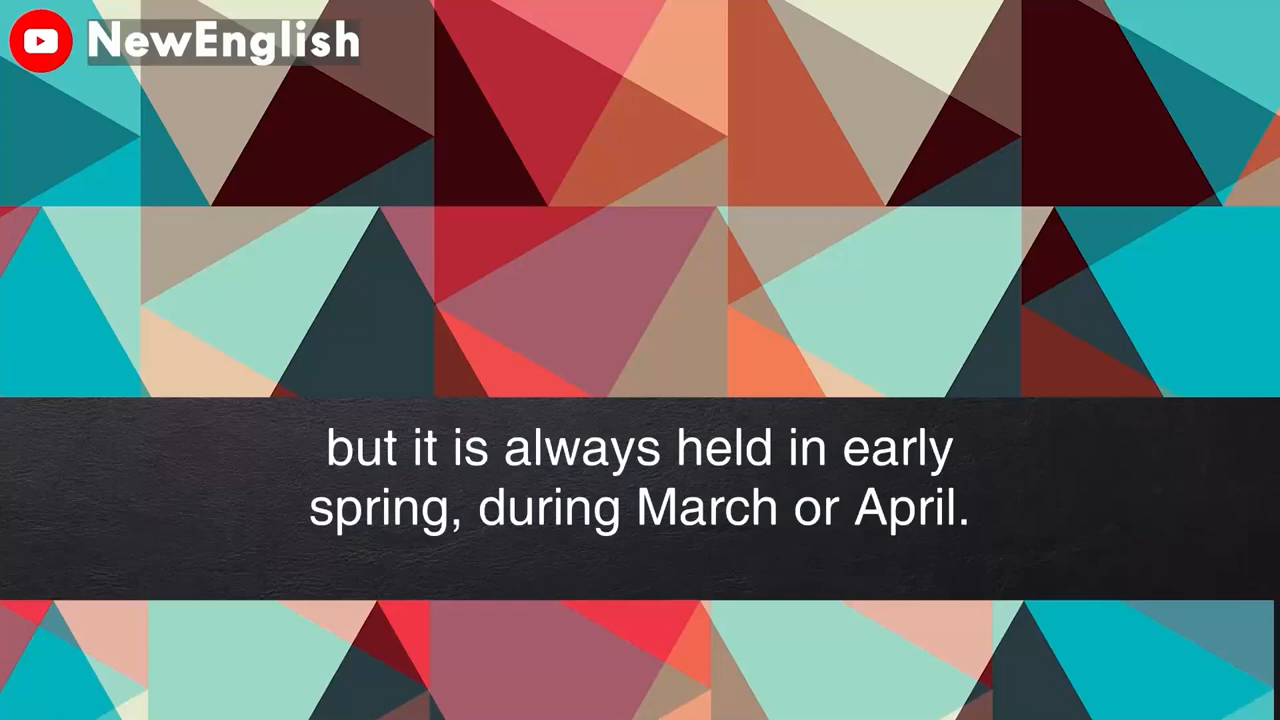 NewEnglish
but it is always held in early
spring, during March or April.